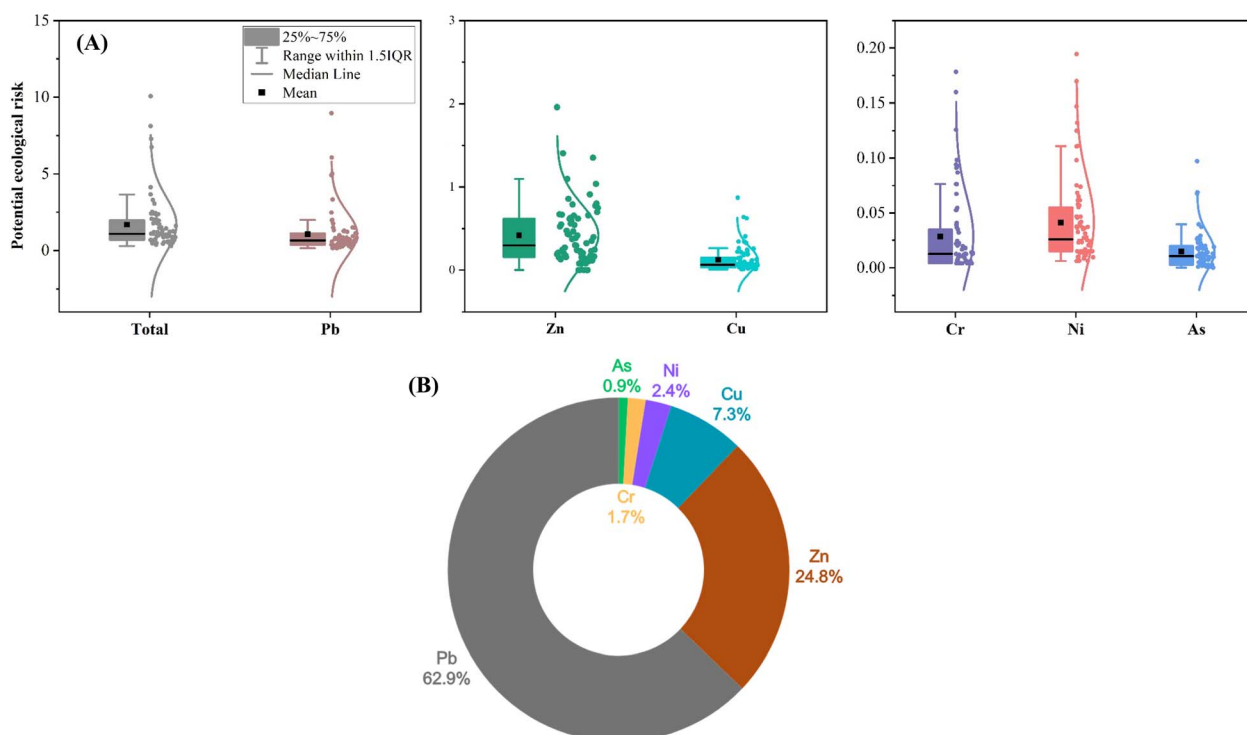 (A)
Potential ecological risk
15
10
5
0
25%~75%
Range within 1.5IQR
Median Line
Mean
Total
Pb
3
2
1
0
Zn
Cu
0.20
0.15
0.10
0.05
0.00
Cr
Ni
As
(B)
As
0.9%
Ni
2.4%
Cu
7.3%
Cr
1.7%
Zn
24.8%
Pb
62.9%